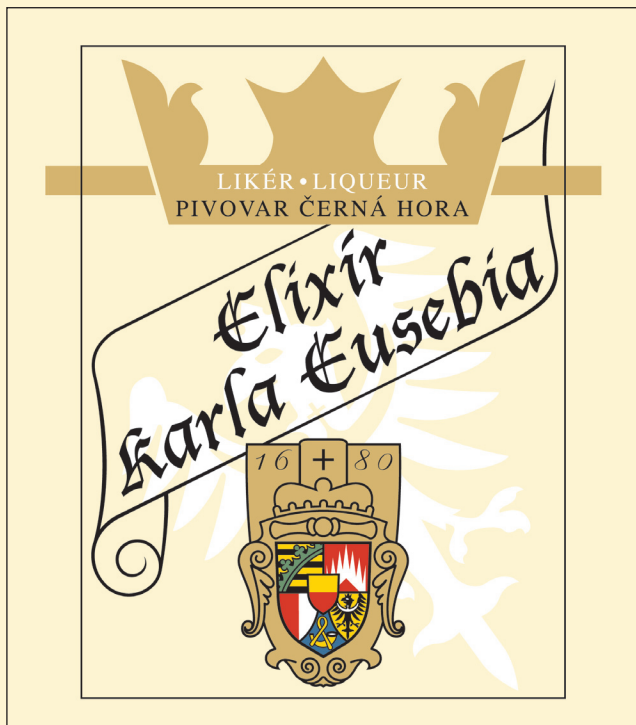 LIKÉR•LIQUEUR
PIVOVAR ČERNÁ HORA
Elixír
Karla Eusebia
16+80